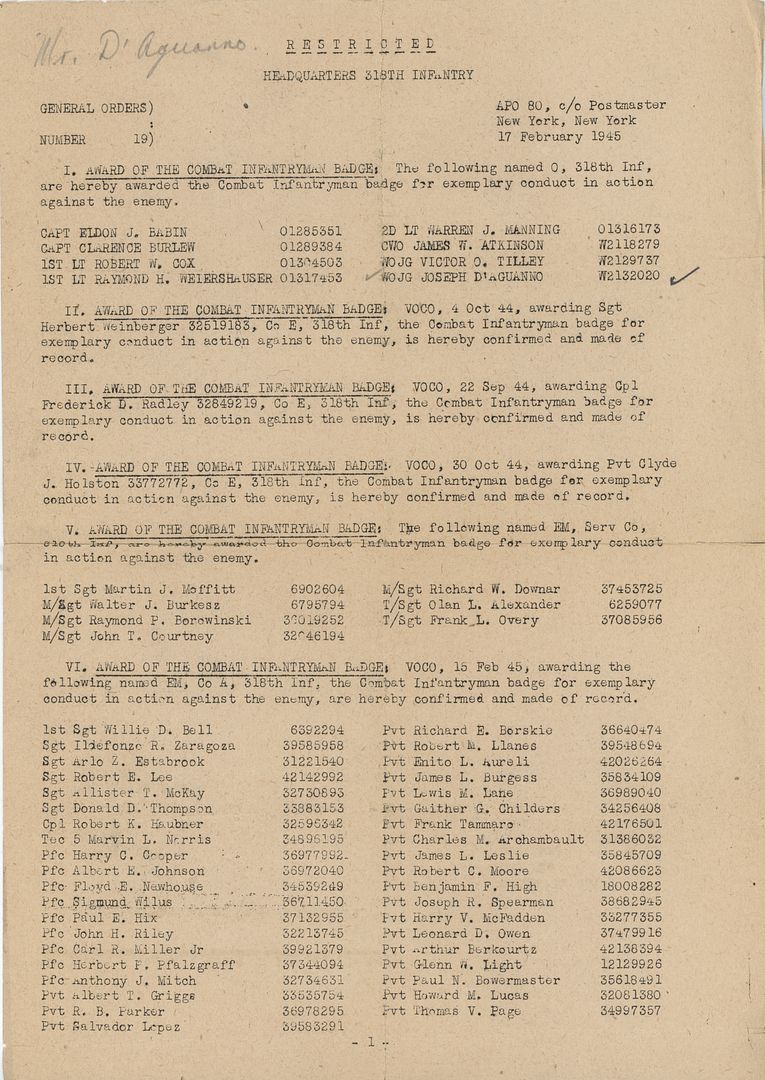 Mr. D'Aguanno.
RESTRICTED
HEADQUARTERS 318TH INFANTRY
GENERAL ORDERS)
:
NUMBER 19)
APO 80, c/o Postmaster
New York, New York
17 February 1945
I. AWARD OF THE COMBAT INFANTRYMAN BADGE: The following named O, 318th Inf,
are hereby awarded the Combat Infantryman badge for exemplary conduct in action
against the enemy.
CAPT ELDON J. BABIN 01285351 2D LT WARREN J. MANNING 01316173
CAPT CLARENCE BURLEW 01289384 CWO JAMES W. ATKINSON W2118279
1ST LT ROBERT W. COX 01304503 WOJG VICTOR O. TILLEY W2129737
1ST LT RAYMOND H. WEIERSHAUSER 01317453 ✓WOJG JOSEPH D'AGUANNO W2132020 ✓
II. AWARD OF THE COMBAT INFANTRYMAN BADGE: VOCO, 4 Oct 44, awarding Sgt
Herbert Weinberger 32519183, Co E, 318th Inf, the Combat Infantryman badge for
exemplary conduct in action against the enemy, is hereby confirmed and made of
record.
III. AWARD OF THE COMBAT INFANTRYMAN BADGE: VOCO, 22 Sep 44, awarding Cpl
Frederick D. Radley 32849219, Co E, 318th Inf, the Combat Infantryman badge for
exemplary conduct in action against the enemy, is hereby confirmed and made of
record.
IV. AWARD OF THE COMBAT INFANTRYMAN BADGE: VOCO, 30 Oct 44, awarding Pvt Clyde
J. Holston 33772772, Co E, 318th Inf, the Combat Infantryman badge for exemplary
conduct in action against the enemy, is hereby confirmed and made of record.
V. AWARD OF THE COMBAT INFANTRYMAN BADGE: The following named EM, Serv Co,
318th Inf, are hereby awarded the Combat Infantryman badge for exemplary conduct
in action against the enemy.
1st Sgt Martin J. Moffitt 6902604 M/Sgt Richard W. Downar 37453725
M/Sgt Walter J. Burkesz 6795794 T/Sgt Olan L. Alexander 6259077
M/Sgt Raymond P. Borowinski 36019252 T/Sgt Frank L. Overy 37085956
M/Sgt John T. Courtney
VI. AWARD OF THE COMBAT INFANTRYMAN BADGE: VOCO, 15 Feb 45, awarding the
following named EM, Co A, 318th Inf, the Combat Infantryman badge for exemplary
conduct in action against the enemy, are hereby confirmed and made of record.
1st Sgt Willie D. Bell 6392294 Pvt Richard E. Borskie 36640474
Sgt Ildefonzo R. Zaragoza 39585958 Pvt Robert M. Llanes 39548694
Sgt Arlo Z. Estabrook 31221540 Pvt Enito L. Aureli 42026264
Sgt Robert E. Lee 42142992 Pvt James L. Burgess 35834109
Sgt Allister T. McKay 32730893 Pvt Lewis M. Lane 36989040
Sgt Donald D. Thompson 33883153 Pvt Gaither G. Childers 34256408
Cpl Robert K. Haubner 32596342 Pvt Frank Tammaro 42176501
Tec 5 Marvin L. Norris 34896195 Pvt Charles M. Archambault 31386032
Pfc Harry C. Cooper 36977992 Pvt James L. Leslie 35845709
Pfc Albert E. Johnson 36972040 Pvt Robert C. Moore 42086623
Pfc Floyd E. Newhouse 34539249 Pvt Benjamin F. High 18008282
Pfc Sigmund Wilus 36711450 Pvt Joseph R. Spearman 38682945
Pfc Paul E. Hix 37132955 Pvt Harry V. McFadden 33277355
Pfc John H. Riley 32213745 Pvt Leonard D. Owen 37479916
Pfc Carl R. Miller Jr 39921379 Pvt Arthur Berkourtz 42138394
Pfc Herbert F. Pfalzgraff 37344094 Pvt Glenn W. Light 12129926
Pfc Anthony J. Mitch 32734631 Pvt Paul N. Bowermaster 35618491
Pvt Albert T. Griggs 33535754 Pvt Howard M. Lucas 32081380
Pvt R. B. Parker 36978295 Pvt Thomas V. Page 34997357
Pvt Salvador Lopez 39583291
- 1 -